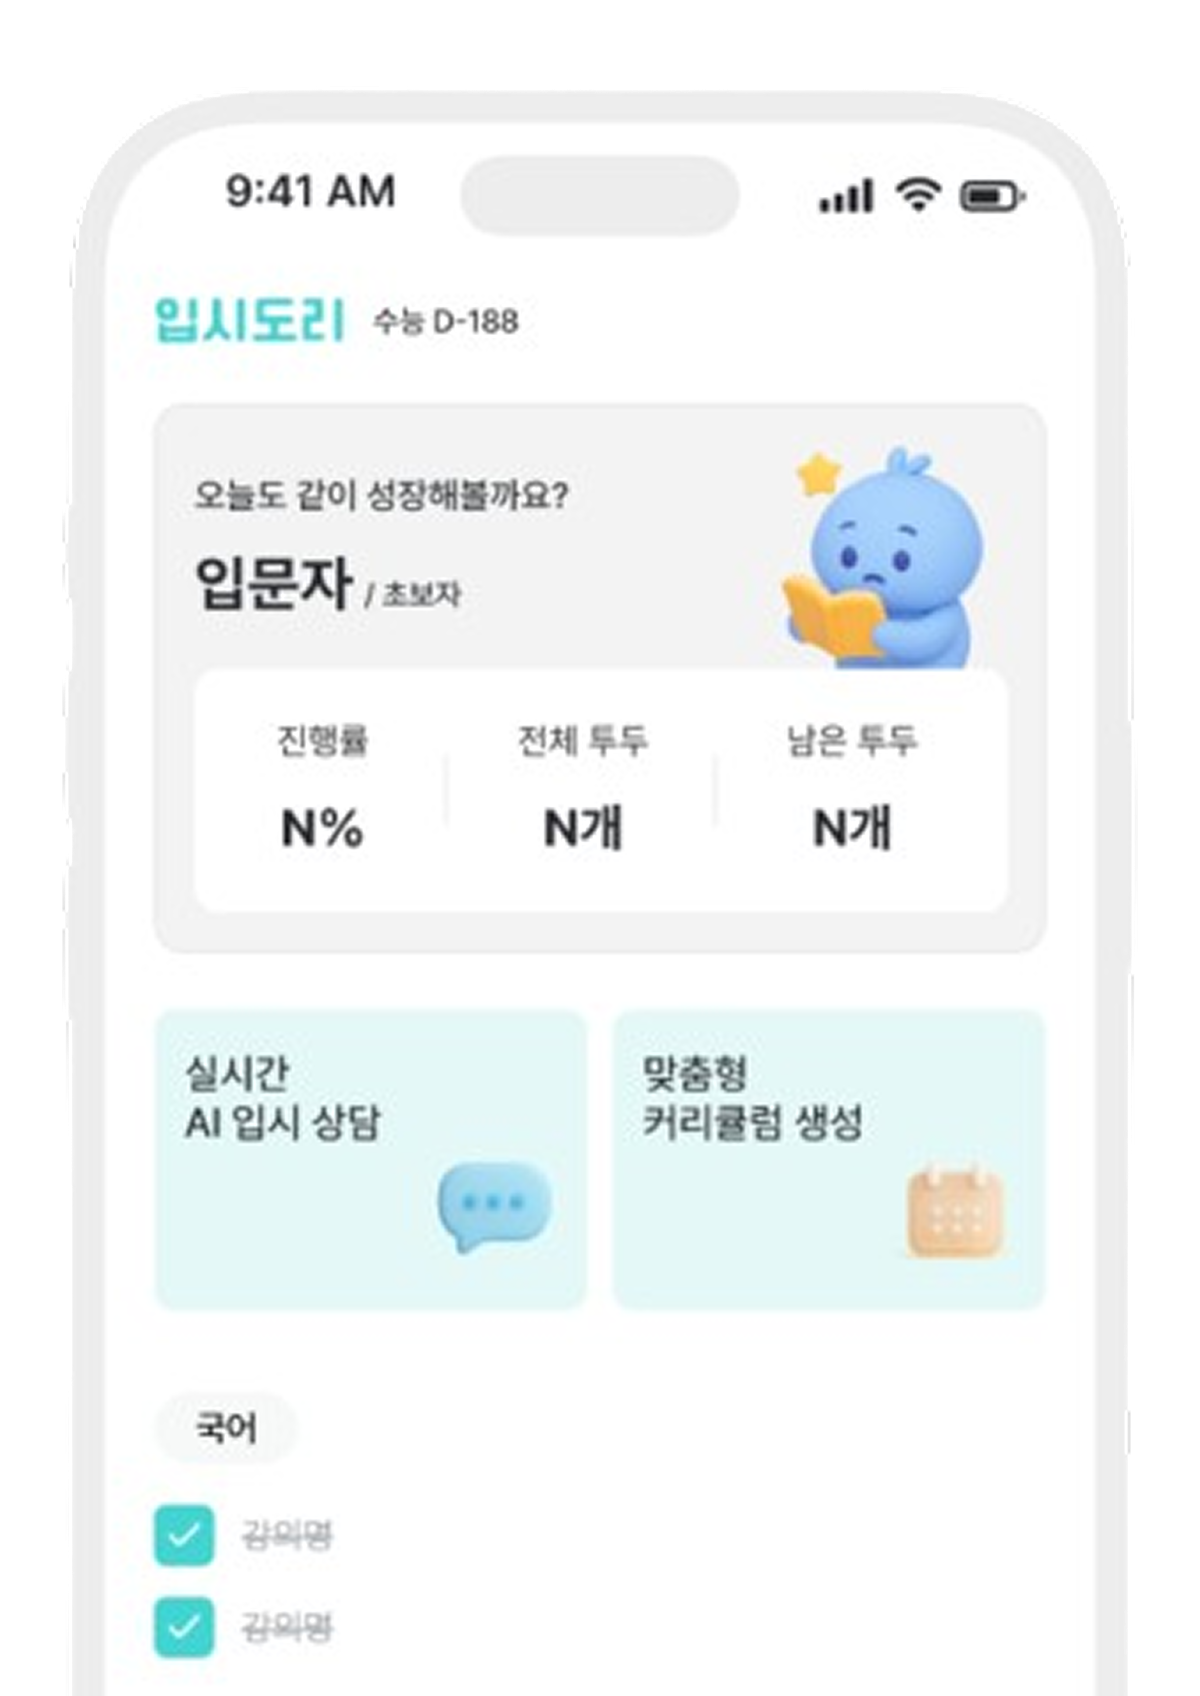 9:41 AM
입시도리 수능 D-188
오늘도 같이 성장해볼까요?
입문자 / 초보자
진행률 전체 투두 남은 투두
N% N개 N개
실시간
AI 입시 상담
맞춤형
커리큘럼 생성
국어
강의명
강의명